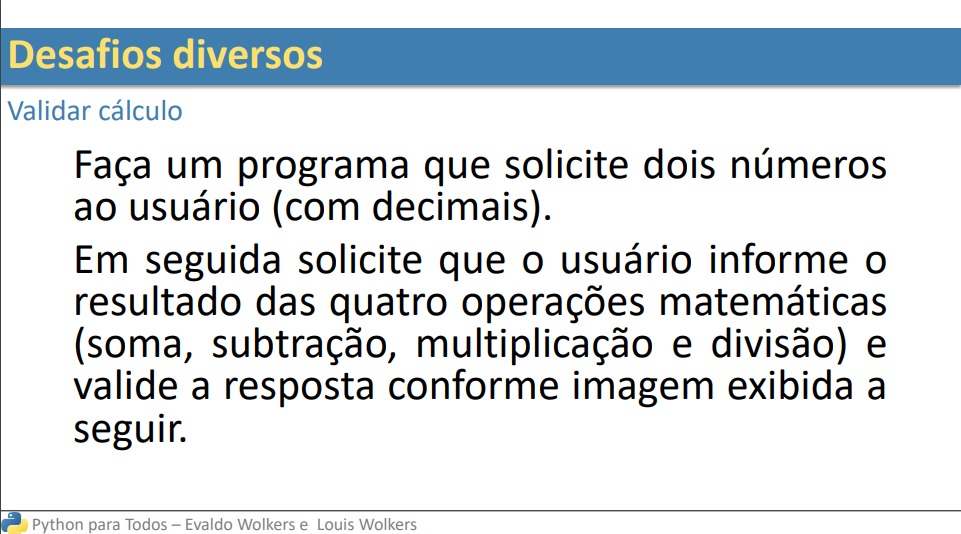 Desafios diversos
Validar cálculo
Faça um programa que solicite dois números
ao usuário (com decimais).
Em seguida solicite que o usuário informe o
resultado das quatro operações matemáticas
(soma, subtração, multiplicação e divisão) e
valide a resposta conforme imagem exibida a
seguir.
Python para Todos – Evaldo Wolkers e  Louis Wolkers